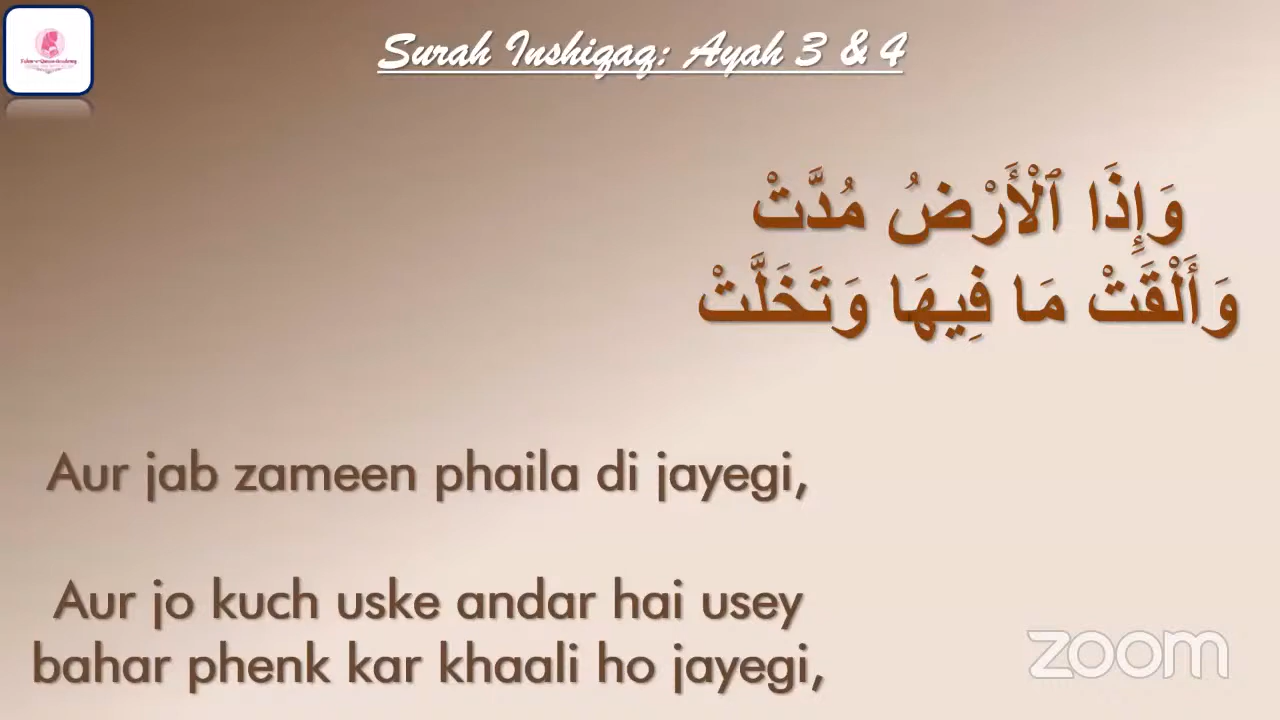 Surah Inshiqaq: Ayah 3 & 4
وَإِذَا ٱلْأَرْضُ مُدَّتْ
وَأَلْقَتْ مَا فِيهَا وَتَخَلَّتْ
Aur jab zameen phaila di jayegi,
Aur jo kuch uske andar hai usey
bahar phenk kar khaali ho jayegi,
zoom